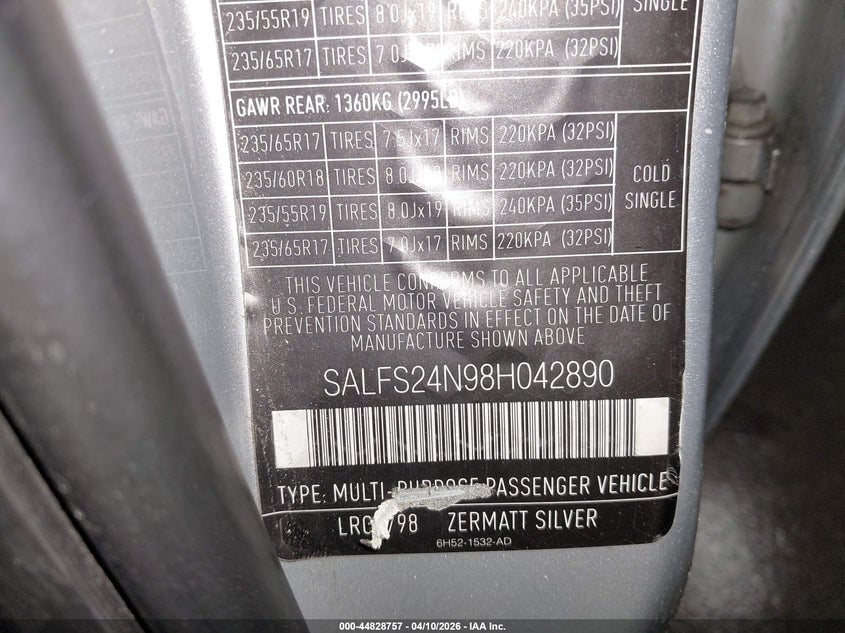 235/55R19 TIRES 8.0Jx19 RIMS 240KPA (35PSI) SINGLE
235/65R17 TIRES RIMS 220KPA (32PSI)
GAWR REAR: 1360KG (2995LB)
235/65R17 TIRES 7.5Jx17 RIMS 220KPA (32PSI)
235/60R18 TIRES RIMS 220KPA (32PSI) COLD
235/55R19 TIRES 8.0Jx19 RIMS 240KPA (35PSI) SINGLE
235/65R17 TIRES 7.0Jx17 RIMS 220KPA (32PSI)
THIS VEHICLE CONFORMS TO ALL APPLICABLE
U.S. FEDERAL MOTOR VEHICLE SAFETY AND THEFT
PREVENTION STANDARDS IN EFFECT ON THE DATE OF
MANUFACTURE SHOWN ABOVE
SALFS24N98H042890
TYPE: MULTI-PURPOSE PASSENGER VEHICLE
ZERMATT SILVER
6H52-1532-AD
000-44828757 - 04/10/2026 - IAA Inc.